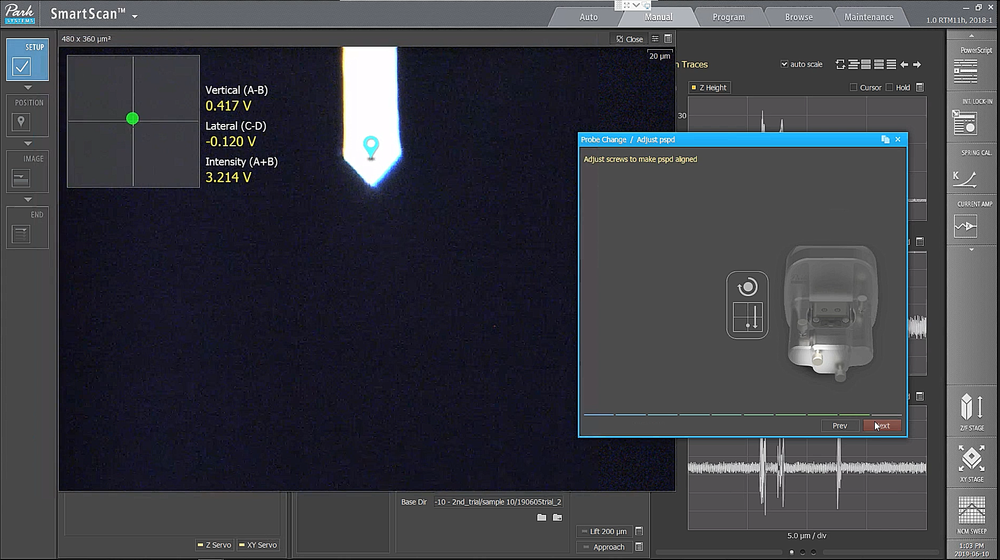 Park
SYSTEMS
SmartScan™
Auto
Manual
Program
Browse
Maintenance
1.0 RTM11h, 2018-1
SETUP
POSITION
IMAGE
END
480 x 360 µm²
Close
20 µm
Vertical (A-B)
0.417 V
Lateral (C-D)
-0.120 V
Intensity (A+B)
3.214 V
Traces
auto scale
Z Height
Cursor
Hold
30
Probe Change / Adjust pspd
Adjust screws to make pspd aligned
Prev
5.0 µm / div
Base Dir
-10 - 2nd_trial/sample 10/190605trial_2
Lift 200 µm
Approach
Z Servo
XY Servo
PowerScript
INT. LOCK-IN
SPRING CAL.
K
CURRENT AMP
Z/F STAGE
XY STAGE
NCM SWEEP
1:03 PM
2019-06-10